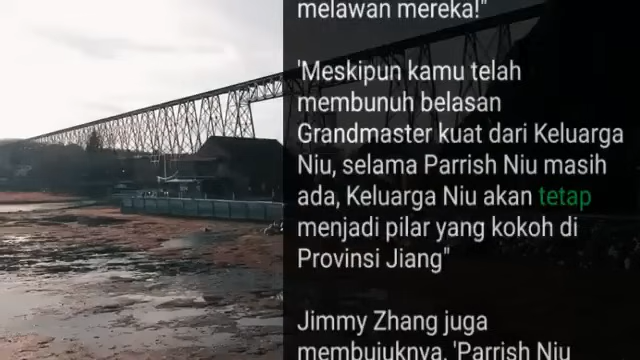 melawan mereka!"
'Meskipun kamu telah
membunuh belasan
Grandmaster kuat dari Keluarga
Niu, selama Parrish Niu masih
ada, Keluarga Niu akan tetap
menjadi pilar yang kokoh di
Provinsi Jiang"
Jimmy Zhang juga
membujuknya, 'Parrish Niu